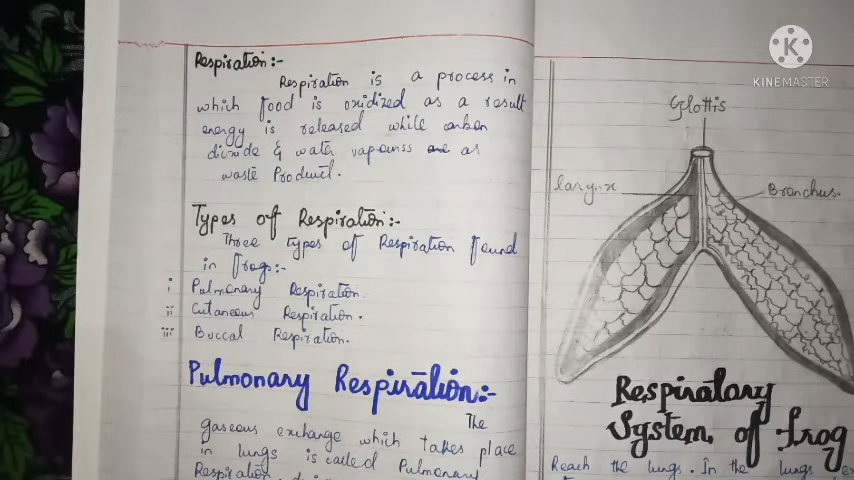 Respiration:-
Respiration is a process in
which food is oxidized as a result
energy is released while carbon
dioxide & water vapours are as
waste Product.
Types of Respiration:-
Three types of Respiration found
in frogs:-
i Pulmonary Respiration.
ii Cutaneous Respiration.
iii Buccal Respiration.
Pulmonary Respiration:-
The
gaseous exchange which takes place
in lungs is called Pulmonary
Respiration
K
KINEMASTER
Glottis
larynx
Bronchus.
Respiratary
System of frog
Reach the lungs. In the lungs